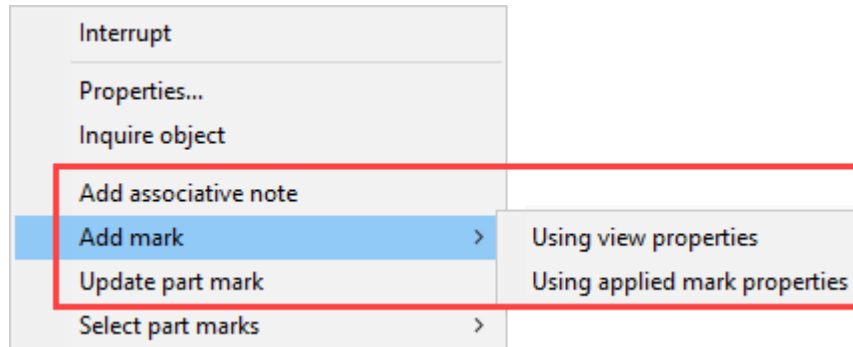 Interrupt
Properties...
Inquire object
Add associative note
Add mark
Using view properties
Update part mark
Using applied mark properties
Select part marks